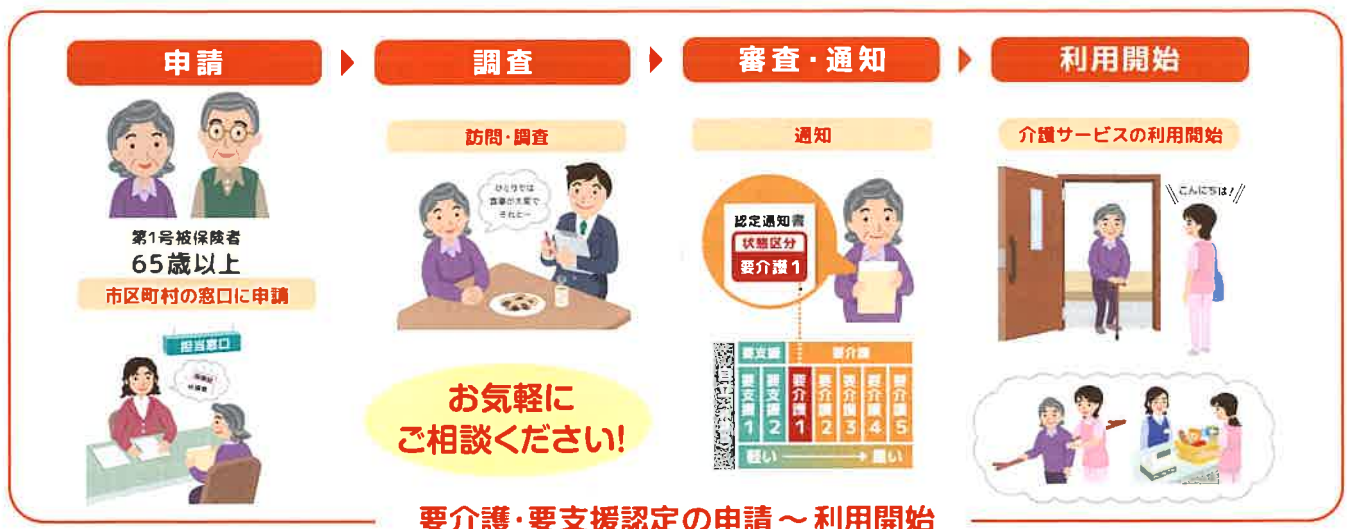 申請
調査
審査・通知
利用開始
第1号被保険者
65歳以上
市区町村の窓口に申請
担当窓口
訪問・調査
ひとりでは
食事が大変で
それと〜
お気軽に
ご相談ください!
通知
認定通知書
状態区分
要介護1
要支援
要介護
要支援1
要支援2
要介護1
要介護2
要介護3
要介護4
要介護5
軽い
重い
介護サービスの利用開始
こんにちは!
要介護・要支援認定の申請〜利用開始